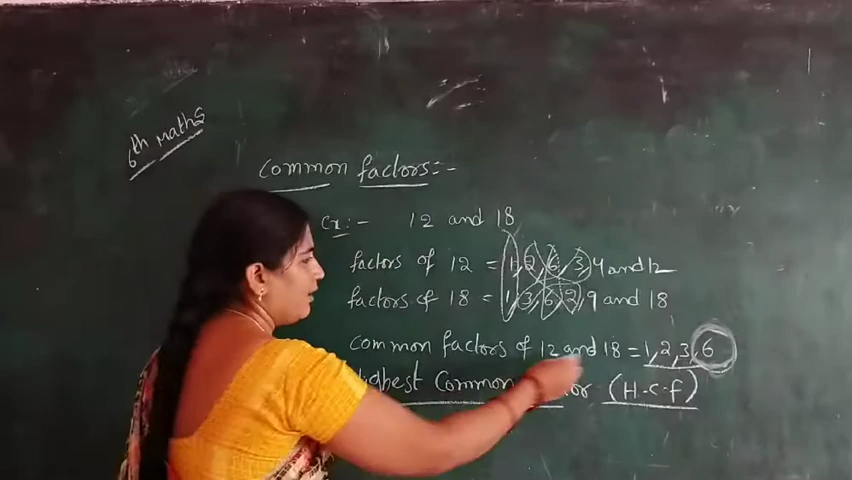 6th Maths
Common factors:-
Ex:- 12 and 18
factors of 12 = 1, 2, 6, 3, 4 and 12
factors of 18 = 1, 3, 6, 2, 9 and 18
common factors of 12 and 18 = 1, 2, 3, 6
Highest Common (H.C.F)